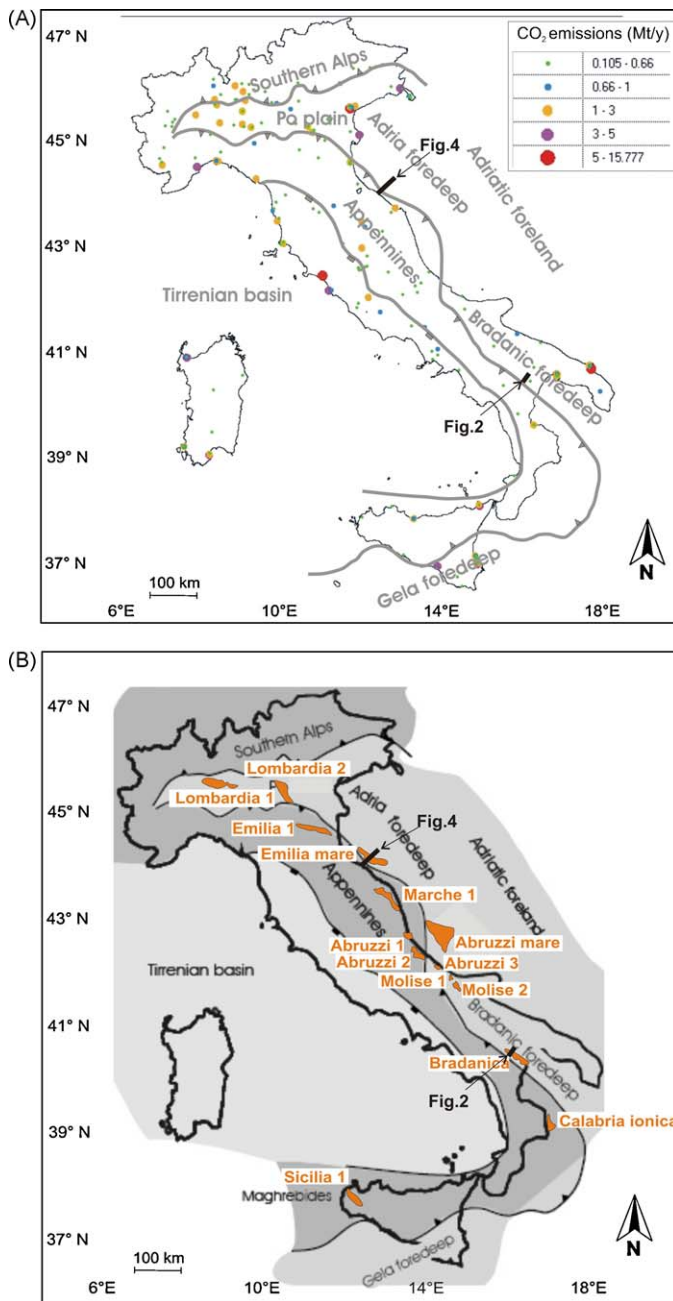 (A)
47°N
45°N
43°N
41°N
39°N
37°N
CO2 emissions (Mt/y)
0.105 - 0.66
0.66 - 1
1 - 3
3 - 5
5 - 15.777
Southern Alps
Po plain
Adria foredeep
Fig.4
Adriatic foreland
Appennines
Tirrenian basin
Bradanic foredeep
Fig.2
Gela foredeep
100 km
N
6°E
10°E
14°E
18°E
(B)
47° N
45°N
43°N
41°N
39°N
37°N
Southern Alps
Lombardia 2
Lombardia 1
Adria foredeep
Fig.4
Emilia 1
Emilia mare
Adriatic foreland
Appennines
Marche 1
Abruzzi 1
Abruzzi mare
Abruzzi 2
Abruzzi 3
Tirrenian basin
Molise 1
Molise 2
Bradanic foredeep
Bradanica
Fig.2
Calabria ionica
Sicilia 1
Maghrebides
Gela foredeep
100 km
N
6°E
10°E
14°E
18°E